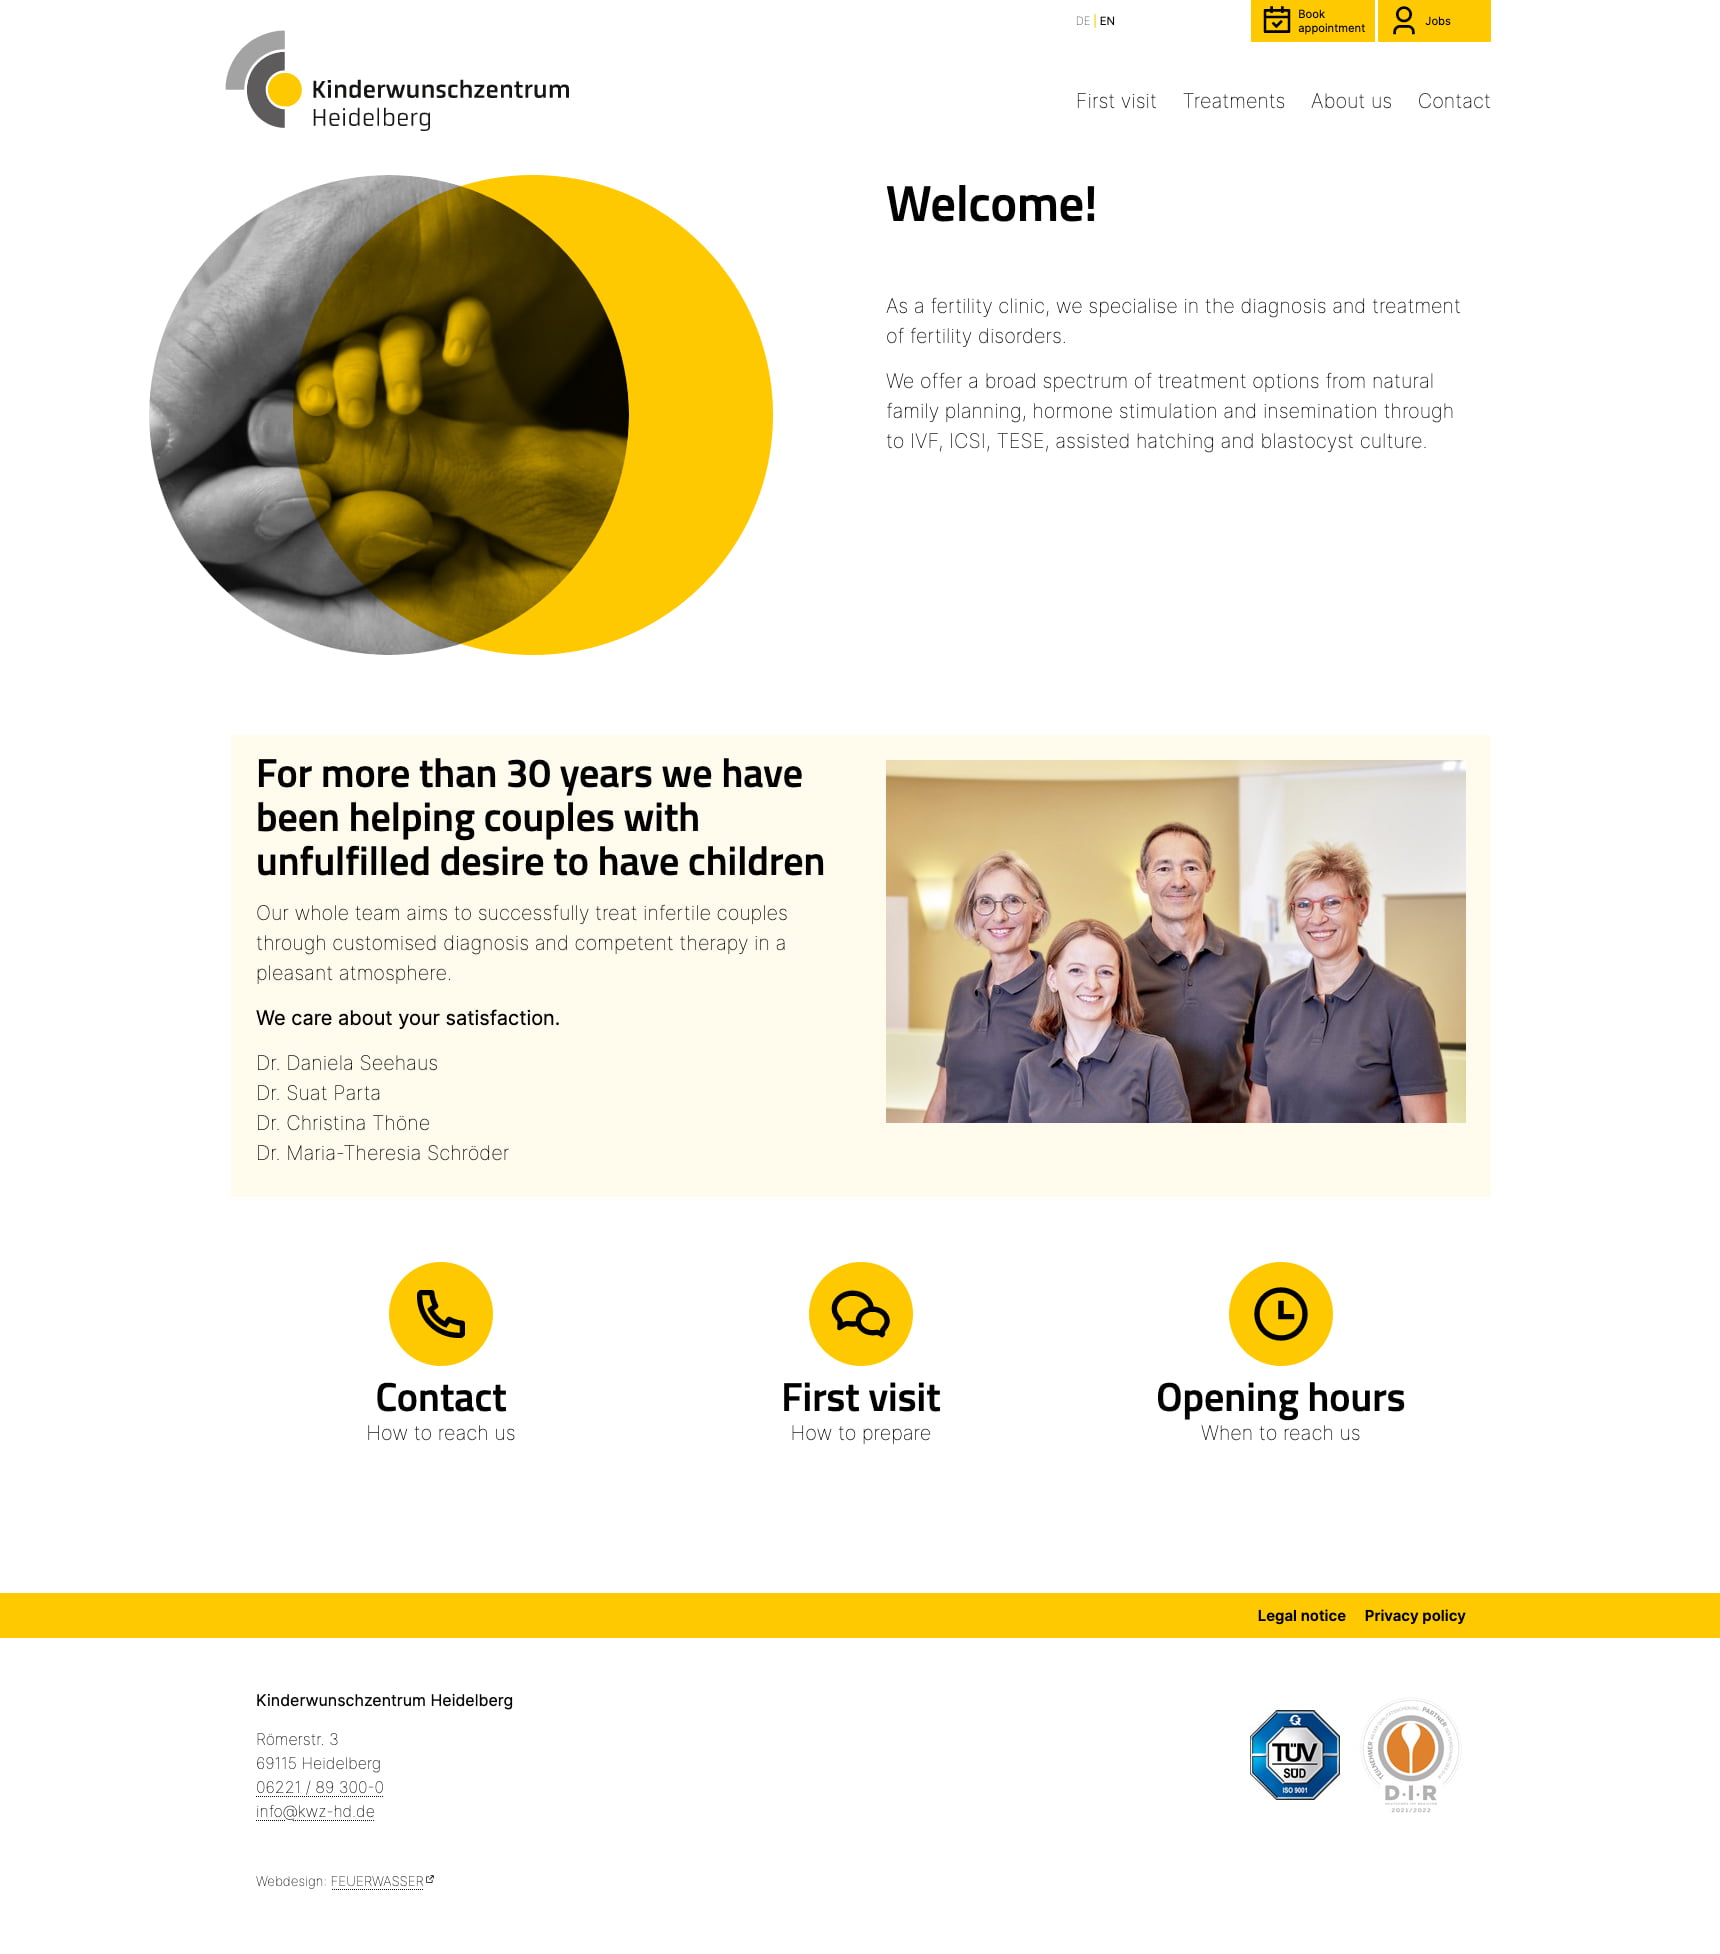 DE | EN
Book
appointment
Jobs
Kinderwunschzentrum
Heidelberg
First visit
Treatments
About us
Contact
Welcome!
As a fertility clinic, we specialise in the diagnosis and treatment
of fertility disorders.
We offer a broad spectrum of treatment options from natural
family planning, hormone stimulation and insemination through
to IVF, ICSI, TESE, assisted hatching and blastocyst culture.
For more than 30 years we have
been helping couples with
unfulfilled desire to have children
Our whole team aims to successfully treat infertile couples
through customised diagnosis and competent therapy in a
pleasant atmosphere.
We care about your satisfaction.
Dr. Daniela Seehaus
Dr. Suat Parta
Dr. Christina Thöne
Dr. Maria-Theresia Schröder
Contact
How to reach us
First visit
How to prepare
Opening hours
When to reach us
Legal notice
Privacy policy
Kinderwunschzentrum Heidelberg
Römerstr. 3
69115 Heidelberg
06221 / 89 300-0
info@kwz-hd.de
TÜV
SÜD
ISO 9001
TEILNEHMER
PARTNER
D·I·R
2021/2022
Webdesign: FEUERWASSER